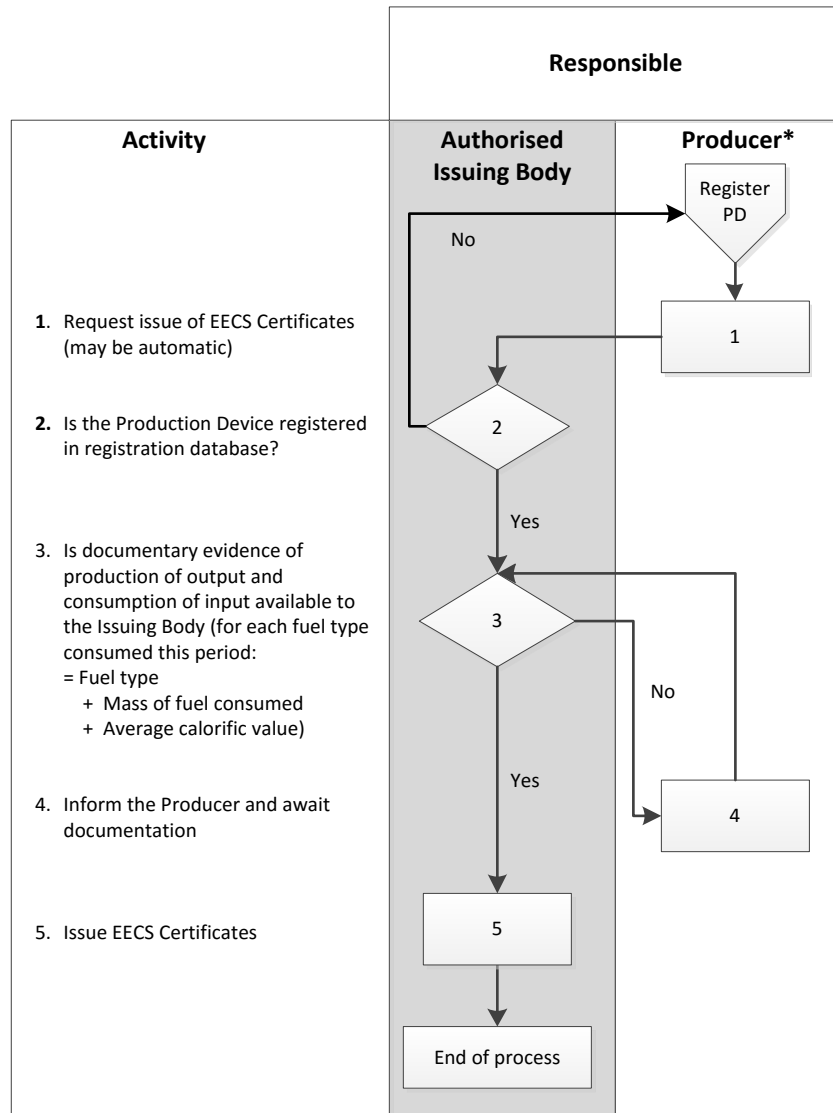 Responsible
Activity
Authorised
Issuing Body
Producer*
Register
PD
No
1. Request issue of EECS Certificates
(may be automatic)
1
2. Is the Production Device registered
in registration database?
2
Yes
3. Is documentary evidence of
production of output and
consumption of input available to
the Issuing Body (for each fuel type
consumed this period:
= Fuel type
+ Mass of fuel consumed
+ Average calorific value)
3
No
Yes
4. Inform the Producer and await
documentation
4
5. Issue EECS Certificates
5
End of process